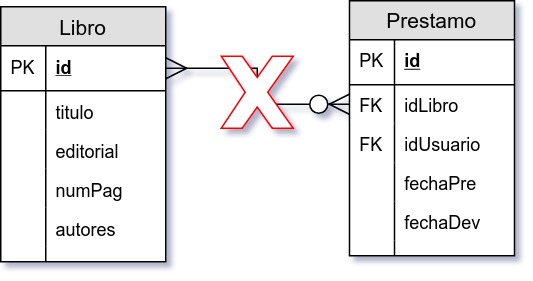 Libro
PK id
titulo
editorial
numPag
autores
X
Prestamo
PK id
FK idLibro
FK idUsuario
fechaPre
fechaDev